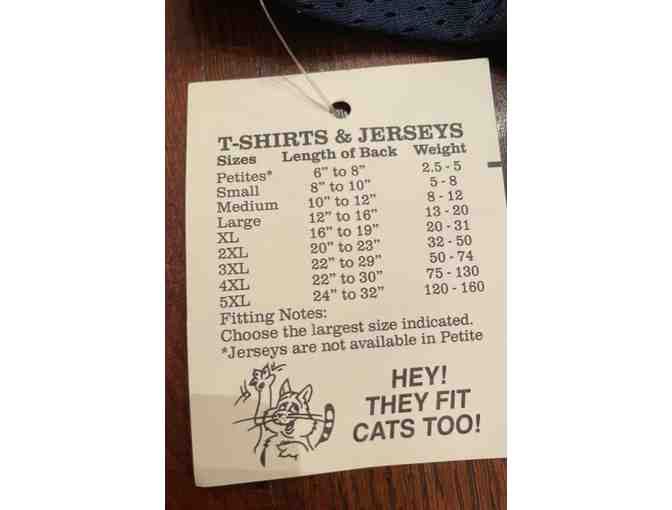 T-SHIRTS & JERSEYS
Sizes Length of Back Weight
Petites* 6” to 8” 2.5 - 5
Small 8” to 10” 5 - 8
Medium 10” to 12” 8 - 12
Large 12” to 16” 13 - 20
XL 16” to 19” 20 - 31
2XL 20” to 23” 32 - 50
3XL 22” to 29” 50 - 74
4XL 22” to 30” 75 - 130
5XL 24” to 32” 120 - 160
Fitting Notes:
Choose the largest size indicated.
*Jerseys are not available in Petite
HEY!
THEY FIT
CATS TOO!